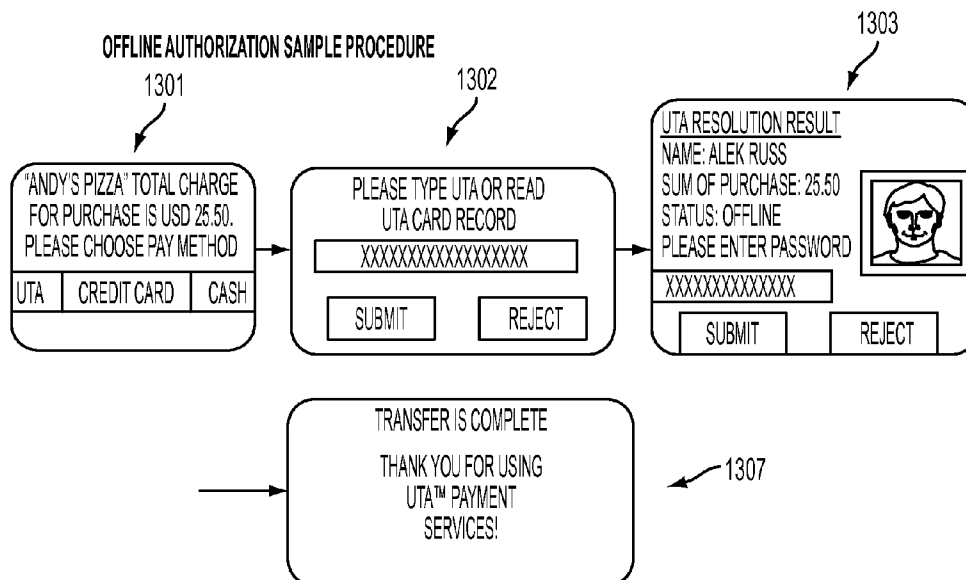 OFFLINE AUTHORIZATION SAMPLE PROCEDURE
1301
1302
1303
"ANDY'S PIZZA" TOTAL CHARGE
FOR PURCHASE IS USD 25.50.
PLEASE CHOOSE PAY METHOD
UTA CREDIT CARD CASH
PLEASE TYPE UTA OR READ
UTA CARD RECORD
XXXXXXXXXXXXXXXXXX
SUBMIT REJECT
UTA RESOLUTION RESULT
NAME: ALEK RUSS
SUM OF PURCHASE: 25.50
STATUS: OFFLINE
PLEASE ENTER PASSWORD
XXXXXXXXXXXXXX
SUBMIT REJECT
TRANSFER IS COMPLETE
THANK YOU FOR USING
UTA™ PAYMENT
SERVICES!
1307